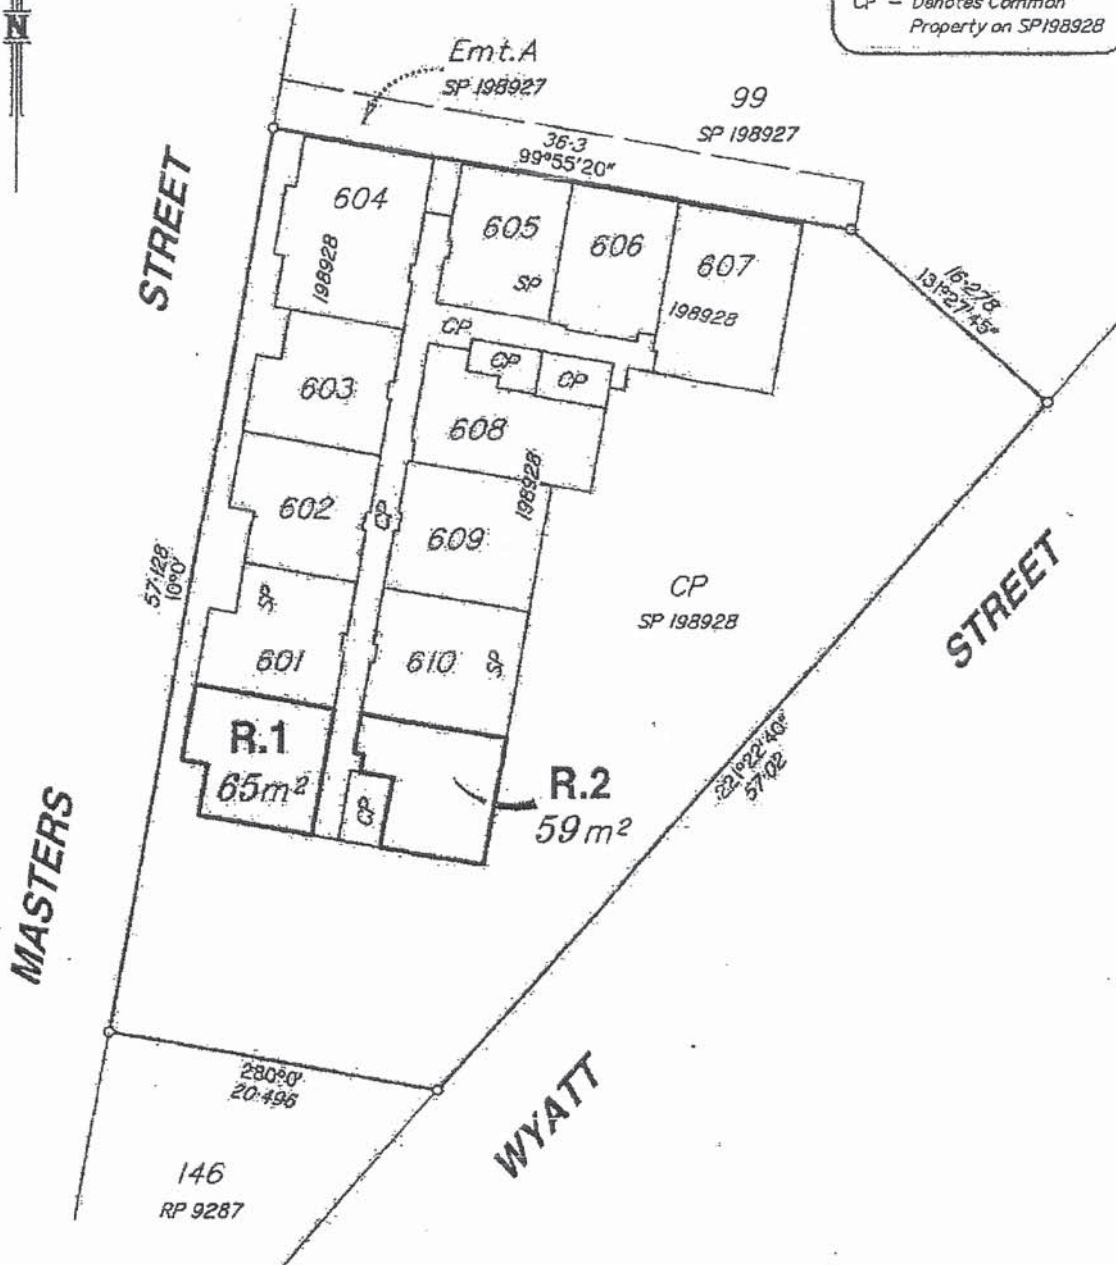 N
CP – Denotes Common
Property on SP198928
Emt.A
SP 198927
99
SP 198927
36·3
99°55'20"
STREET
604
198928
605
SP
606
607
198928
16·278
131°27'45"
CP
CP
CP
603
608
198928
602
CP
609
57·128
10°0'
CP
SP 198928
STREET
SP
601
610
SP
R.1
65m²
R.2
59m²
CP
221°22'40"
57·02
MASTERS
280°0'
20·496
WYATT
146
RP 9287